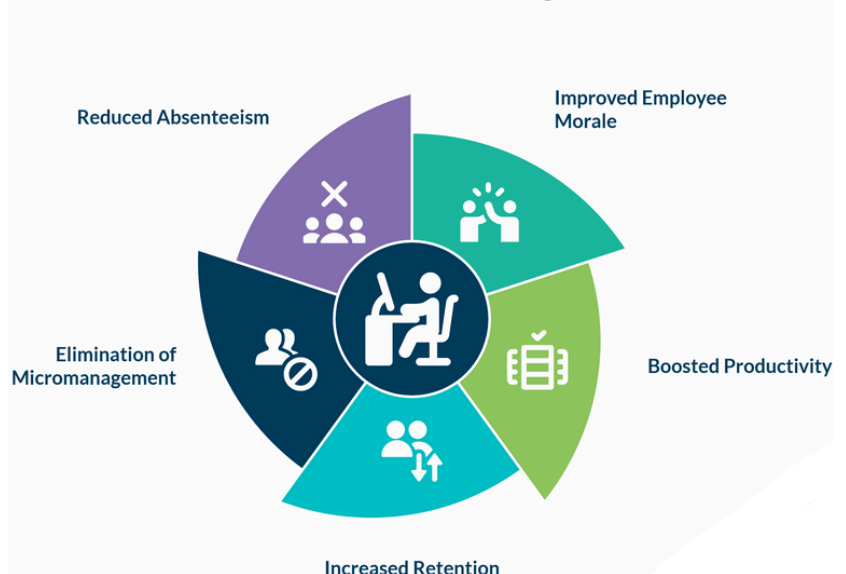 Reduced Absenteeism
Improved Employee
Morale
Elimination of
Micromanagement
Boosted Productivity
Increased Retention